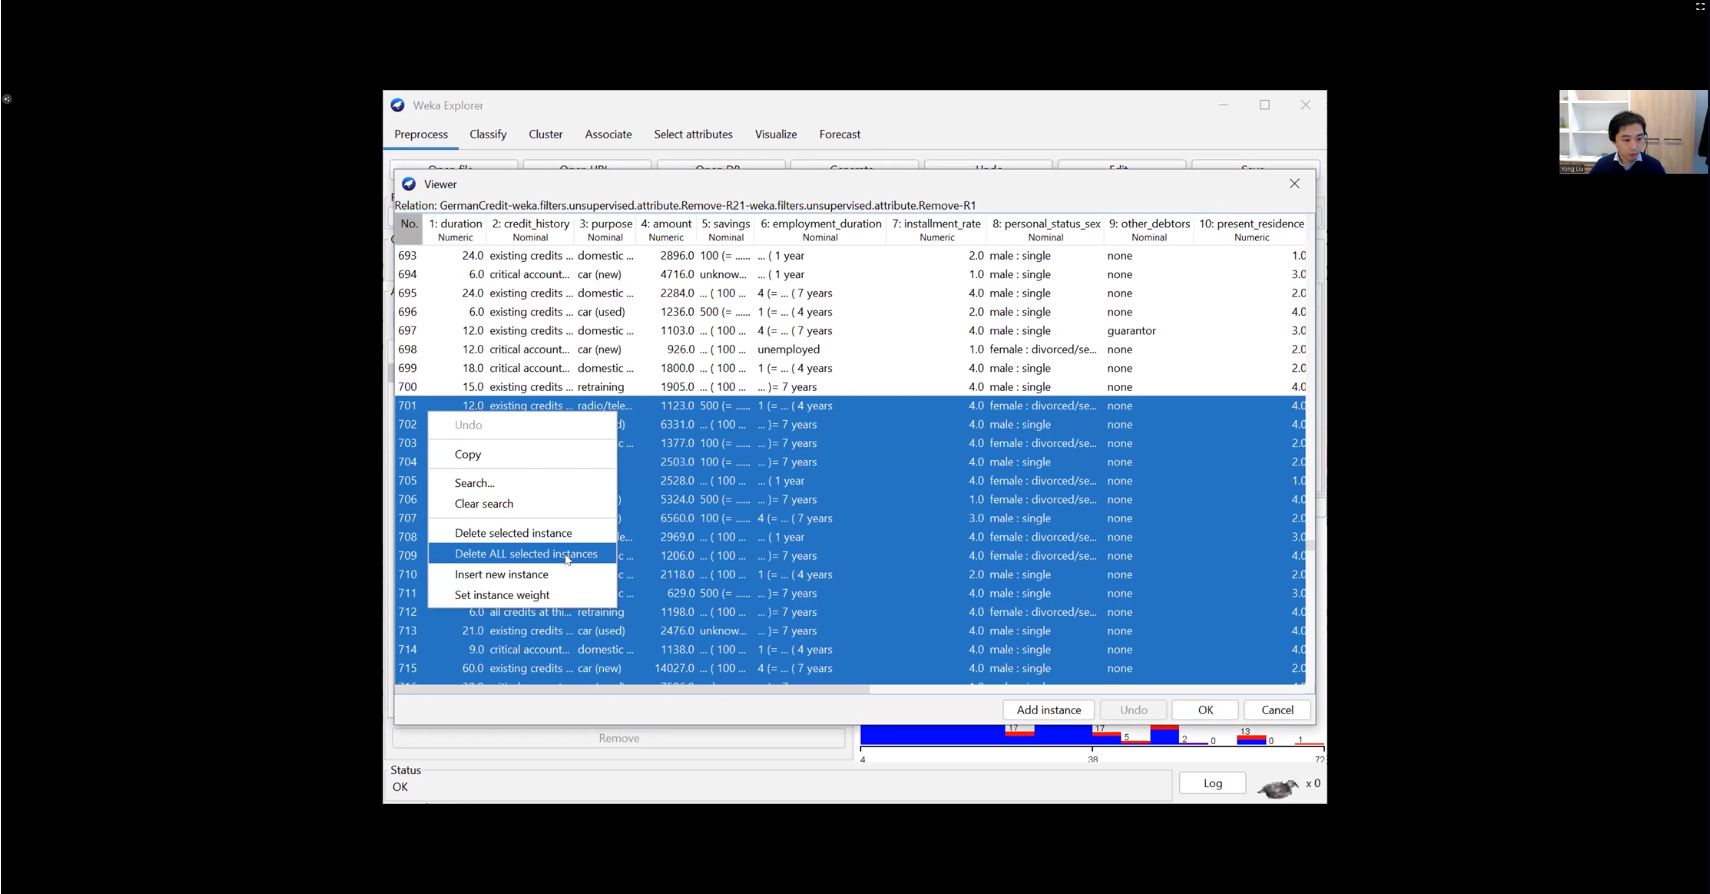 Weka Explorer
Preprocess Classify Cluster Associate Select attributes Visualize Forecast
Open file... Open URL... Open DB... Generate... Undo Edit... Save...
Viewer
Relation: GermanCredit-weka.filters.unsupervised.attribute.Remove-R21-weka.filters.unsupervised.attribute.Remove-R1
No. 1: duration 2: credit_history 3: purpose 4: amount 5: savings 6: employment_duration 7: installment_rate 8: personal_status_sex 9: other_debtors 10: present_residence
Numeric Nominal Nominal Numeric Nominal Nominal Numeric Nominal Nominal Numeric
693 24.0 existing credits ... domestic ... 2896.0 100 (= ...... ... ( 1 year 2.0 male : single none 1.0
694 6.0 critical account... car (new) 4716.0 unknow... ... ( 1 year 1.0 male : single none 3.0
695 24.0 existing credits ... domestic ... 2284.0 ... ( 100 ... 4 (= ... ( 7 years 4.0 male : single none 2.0
696 6.0 existing credits ... car (used) 1236.0 500 (= ...... 1 (= ... ( 4 years 2.0 male : single none 4.0
697 12.0 existing credits ... domestic ... 1103.0 ... ( 100 ... 4 (= ... ( 7 years 4.0 male : single guarantor 3.0
698 12.0 critical account... car (new) 926.0 ... ( 100 ... unemployed 1.0 female : divorced/se... none 2.0
699 18.0 critical account... domestic ... 1800.0 ... ( 100 ... 1 (= ... ( 4 years 4.0 male : single none 2.0
700 15.0 existing credits ... retraining 1905.0 ... ( 100 ... ... )= 7 years 4.0 male : single none 4.0
701 12.0 existing credits ... radio/tele... 1123.0 500 (= ...... 1 (= ... ( 4 years 4.0 female : divorced/se... none 4.0
702 Undo d) 6331.0 ... ( 100 ... ... )= 7 years 4.0 male : single none 4.0
703 c ... 1377.0 100 (= ...... ... )= 7 years 4.0 female : divorced/se... none 2.0
Copy
704 2503.0 100 (= ...... ... )= 7 years 4.0 male : single none 2.0
705 Search... 2528.0 ... ( 100 ... ... ( 1 year 4.0 female : divorced/se... none 1.0
706 Clear search ) 5324.0 500 (= ...... ... )= 7 years 1.0 female : divorced/se... none 4.0
707 ) 6560.0 100 (= ...... 4 (= ... ( 7 years 3.0 male : single none 2.0
708 Delete selected instance le... 2969.0 ... ( 100 ... ... ( 1 year 4.0 female : divorced/se... none 3.0
709 Delete ALL selected instances c ... 1206.0 ... ( 100 ... ... )= 7 years 4.0 female : divorced/se... none 4.0
710 Insert new instance c ... 2118.0 ... ( 100 ... 1 (= ... ( 4 years 2.0 male : single none 2.0
711 Set instance weight c ... 629.0 500 (= ...... ... )= 7 years 4.0 male : single none 3.0
712 6.0 all credits at thi... retraining 1198.0 ... ( 100 ... ... )= 7 years 4.0 female : divorced/se... none 4.0
713 21.0 existing credits ... car (used) 2476.0 unknow... ... )= 7 years 4.0 male : single none 4.0
714 9.0 critical account... domestic ... 1138.0 ... ( 100 ... 1 (= ... ( 4 years 4.0 male : single none 4.0
715 60.0 existing credits ... car (new) 14027.0 ... ( 100 ... 4 (= ... ( 7 years 4.0 male : single none 2.0
Add instance Undo OK Cancel
17 17 5 2 0 13 0 1
Remove
4 38 72
Status
OK
Log x 0
Yong Liu